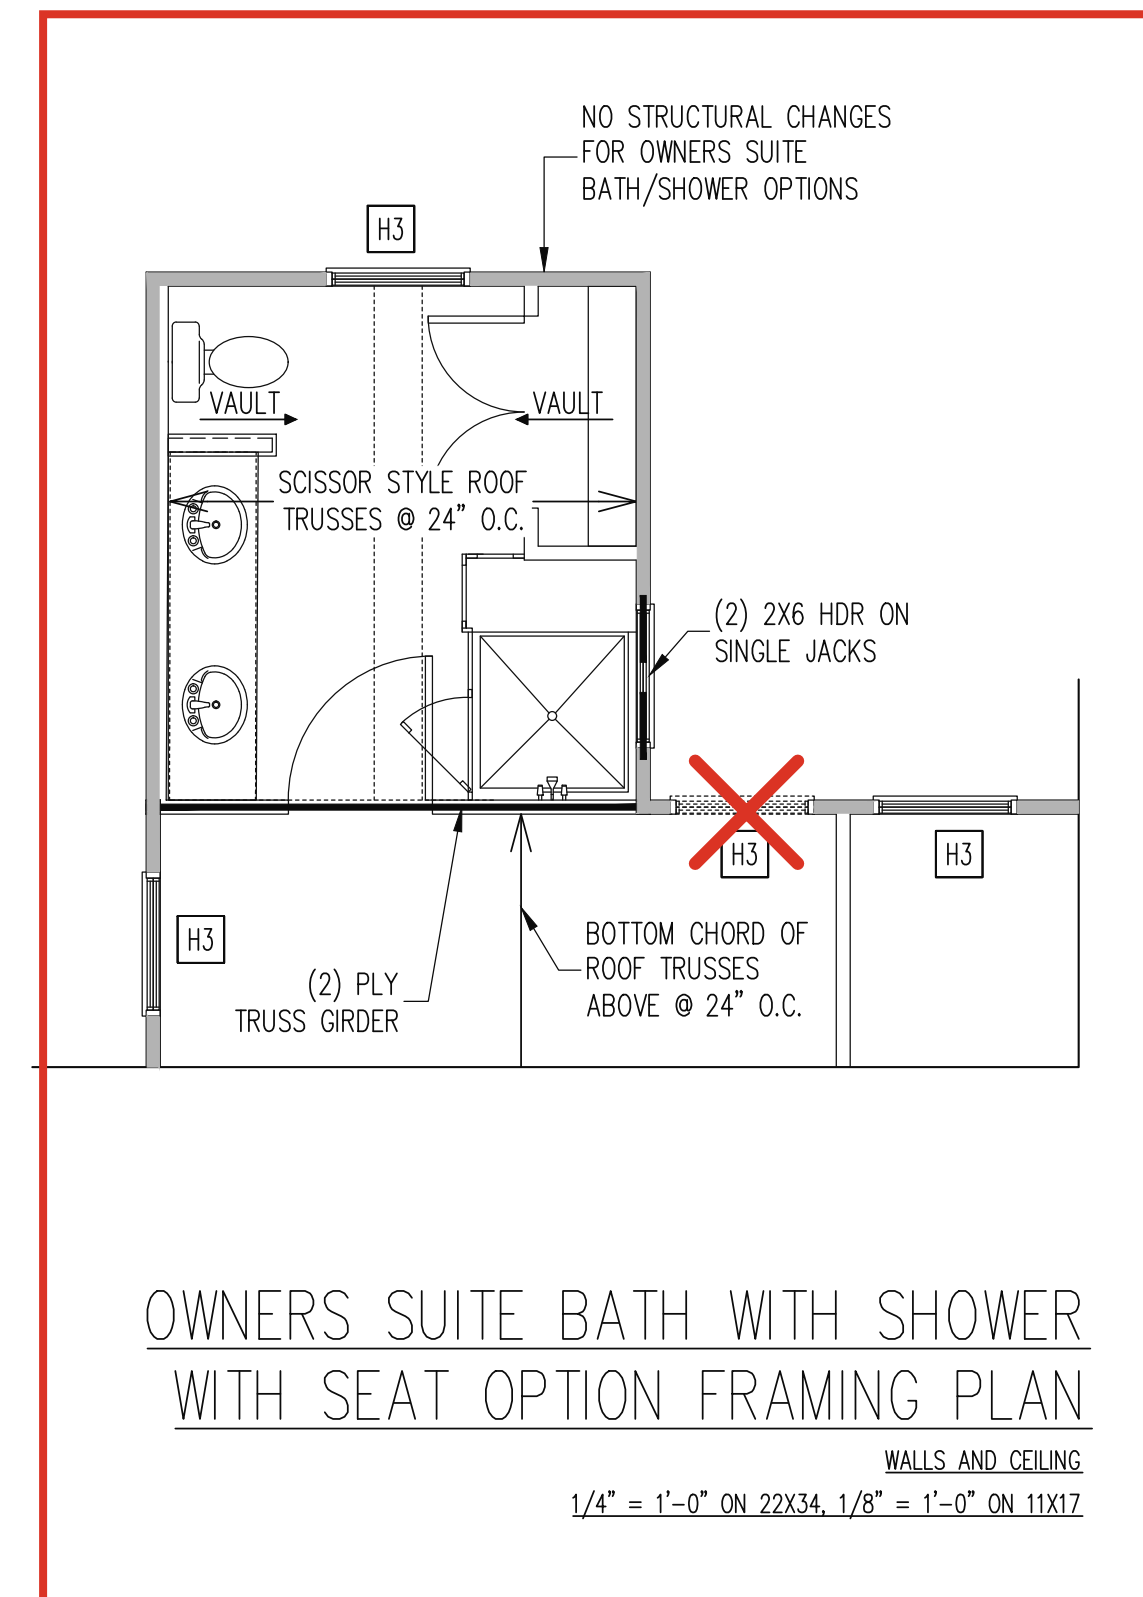 NO STRUCTURAL CHANGES
FOR OWNERS SUITE
BATH/SHOWER OPTIONS
H3
VAULT
VAULT
SCISSOR STYLE ROOF
TRUSSES @ 24" O.C.
(2) 2X6 HDR ON
SINGLE JACKS
H3
H3
H3
BOTTOM CHORD OF
ROOF TRUSSES
ABOVE @ 24" O.C.
(2) PLY
TRUSS GIRDER
OWNERS SUITE BATH WITH SHOWER
WITH SEAT OPTION FRAMING PLAN
WALLS AND CEILING
1/4" = 1'-0" ON 22X34, 1/8" = 1'-0" ON 11X17